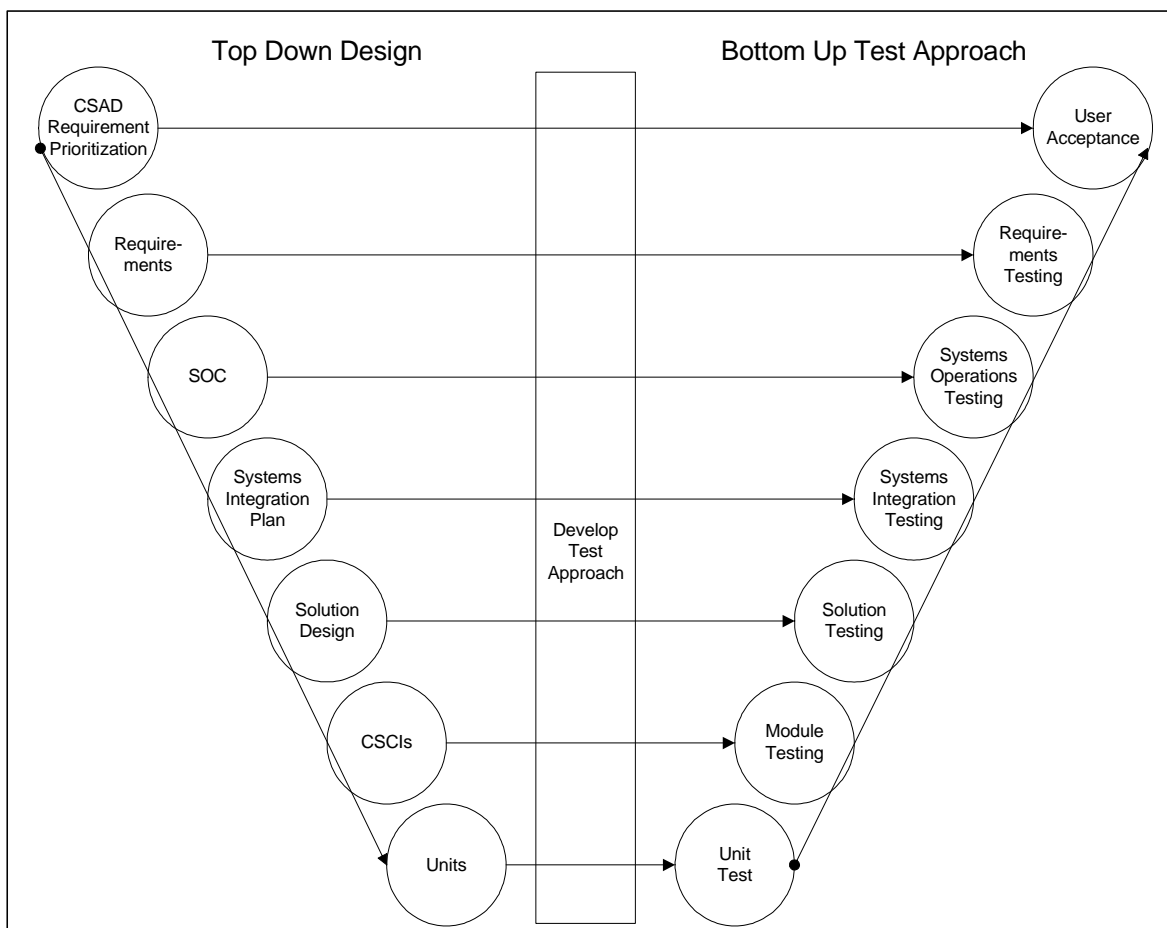 Top Down Design
Bottom Up Test Approach
CSAD
Requirement
Prioritization
User
Acceptance
Require-
ments
Require-
ments
Testing
SOC
Systems
Operations
Testing
Systems
Integration
Plan
Systems
Integration
Testing
Develop
Test
Approach
Solution
Design
Solution
Testing
CSCIs
Module
Testing
Units
Unit
Test